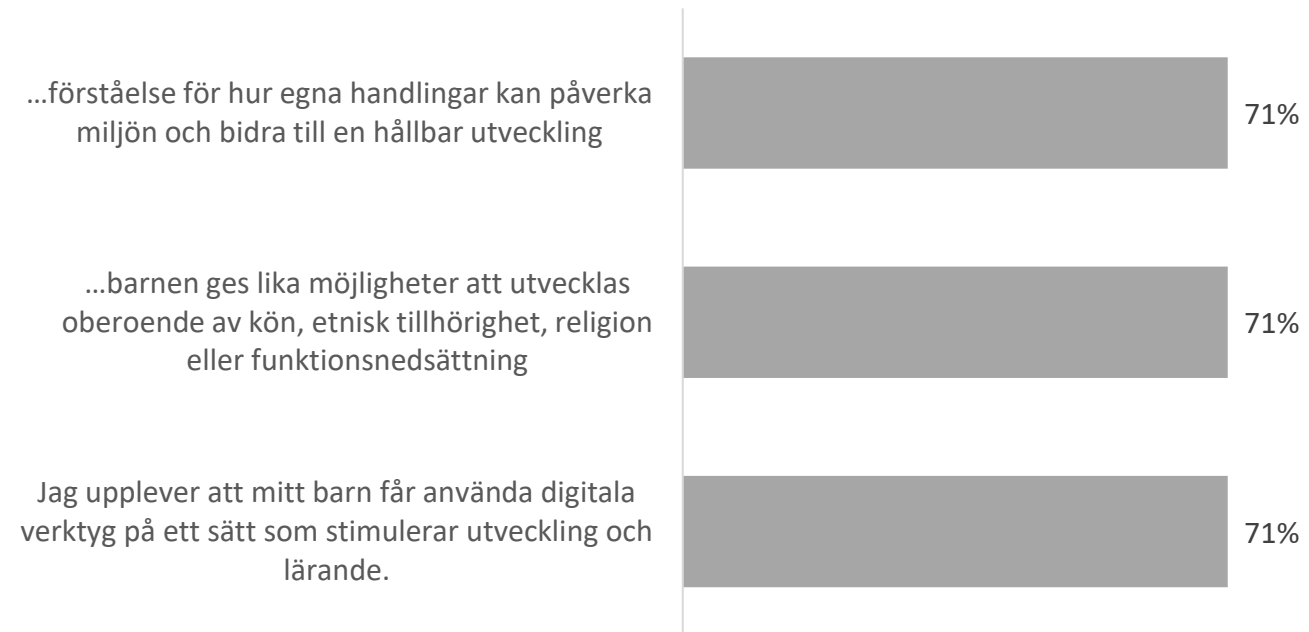 …förståelse för hur egna handlingar kan påverka
miljön och bidra till en hållbar utveckling
71%
…barnen ges lika möjligheter att utvecklas
oberoende av kön, etnisk tillhörighet, religion
eller funktionsnedsättning
71%
Jag upplever att mitt barn får använda digitala
verktyg på ett sätt som stimulerar utveckling och
lärande.
71%